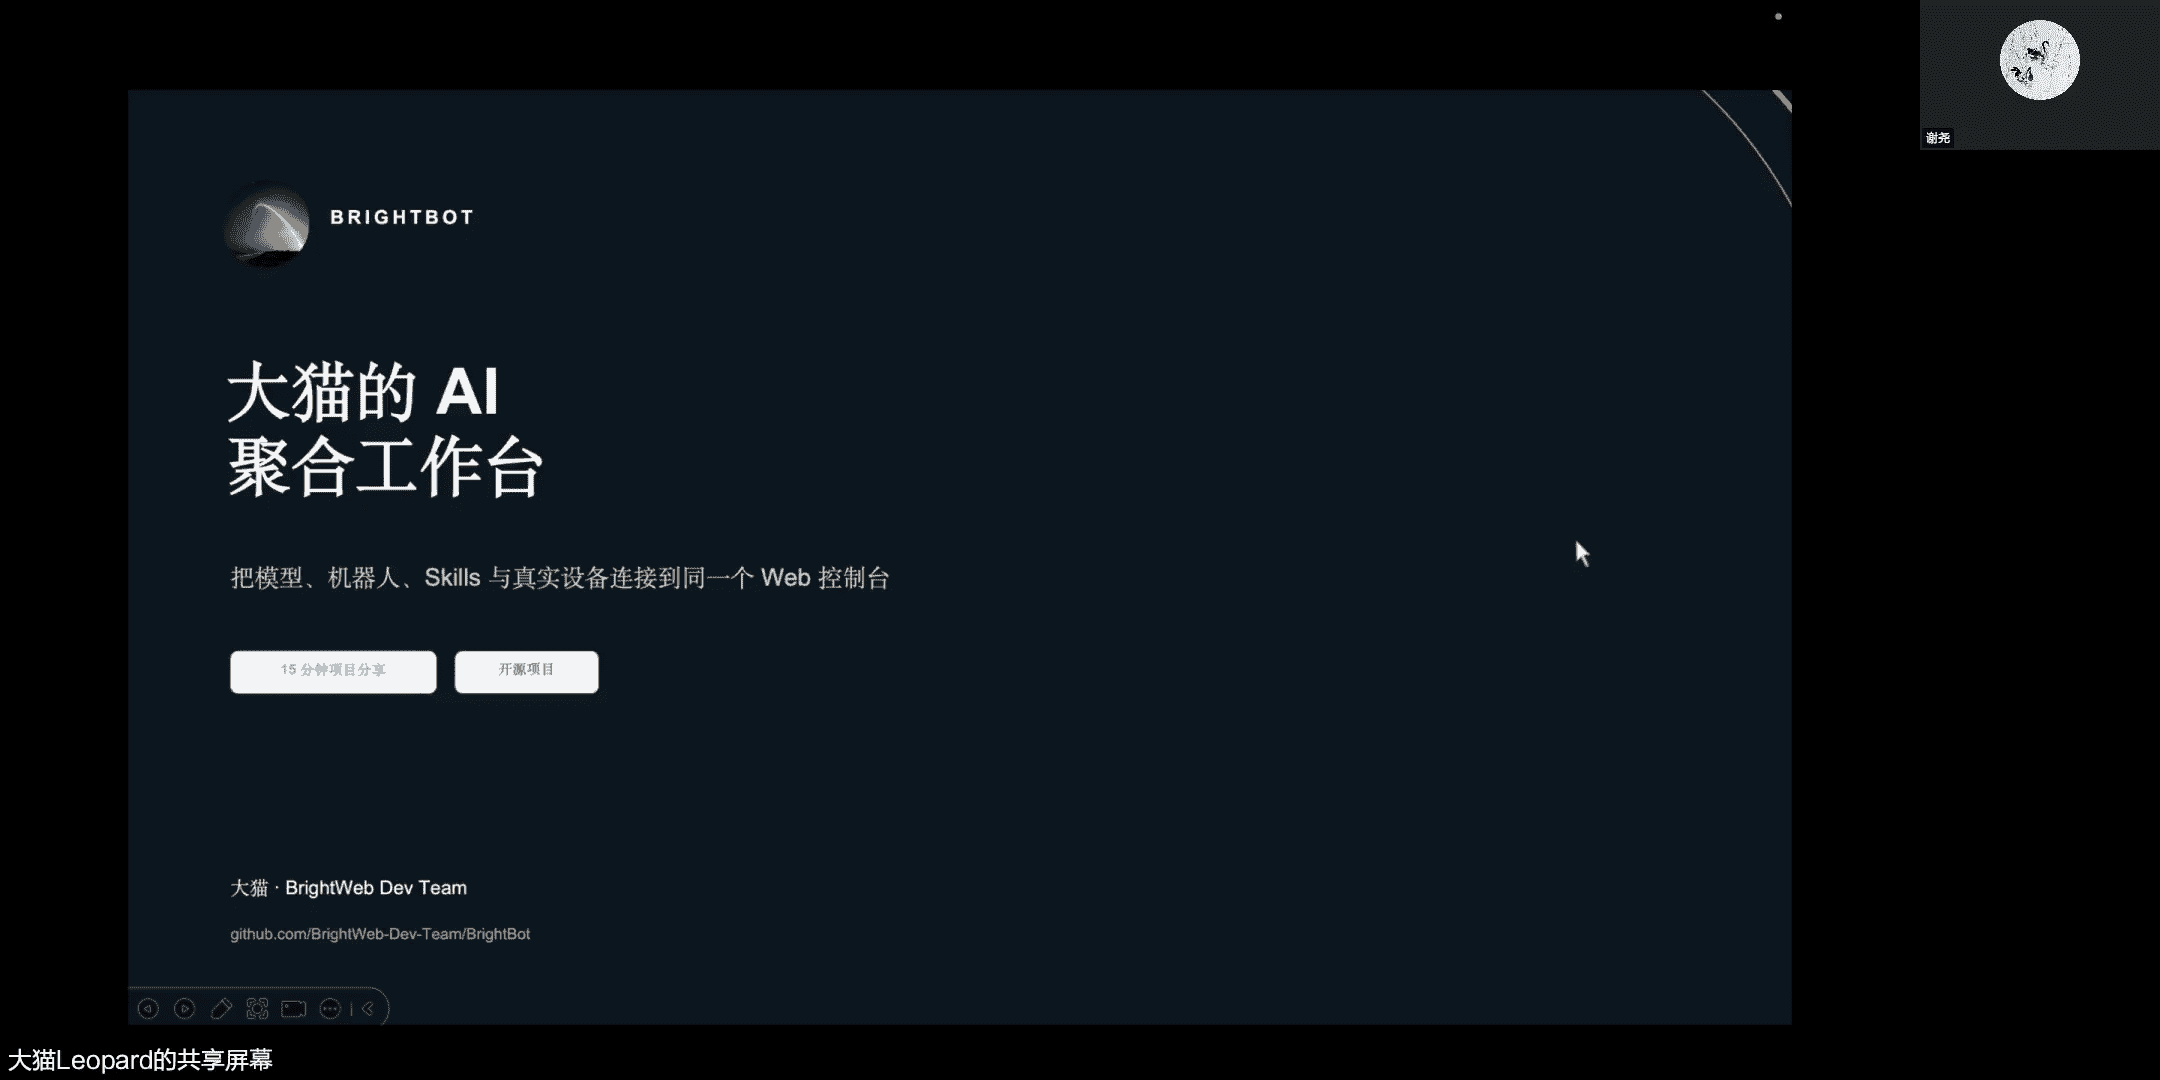 谢尧
BRIGHTBOT
大猫的 AI
聚合工作台
把模型、机器人、Skills 与真实设备连接到同一个 Web 控制台
15 分钟项目分享
开源项目
大猫 · BrightWeb Dev Team
github.com/BrightWeb-Dev-Team/BrightBot
大猫Leopard的共享屏幕